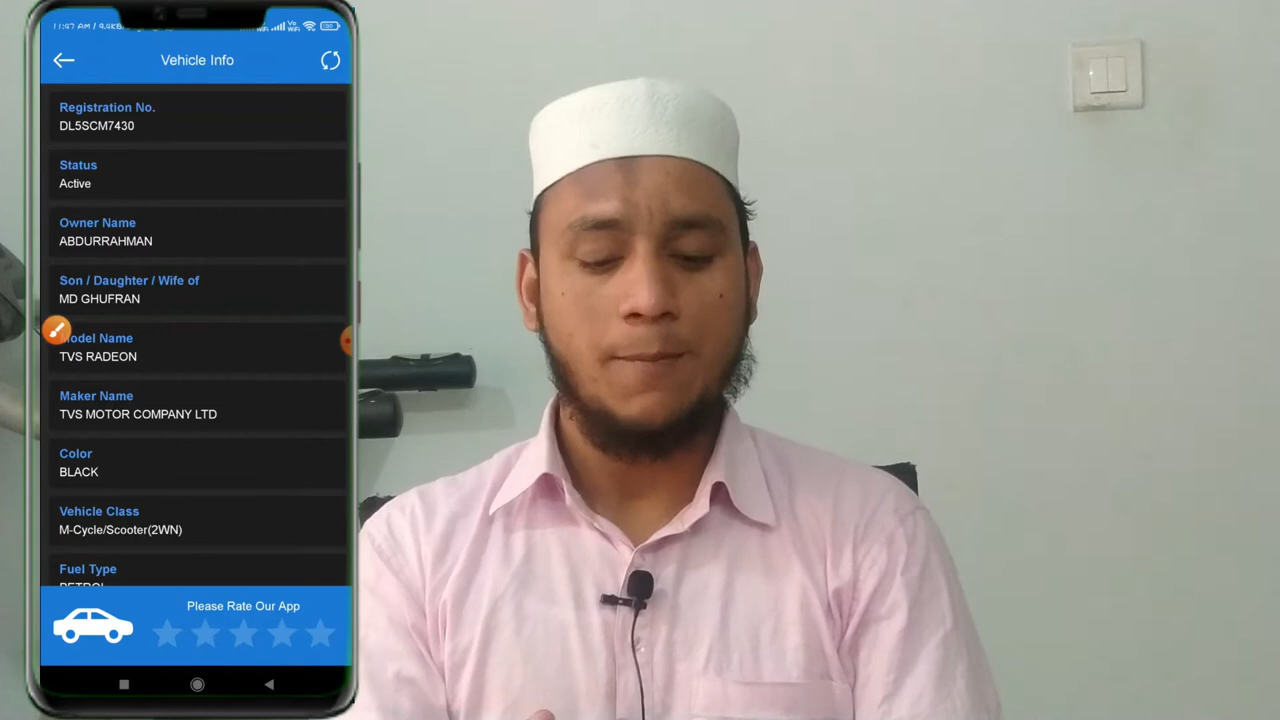 Vehicle Info
Registration No.
DL5SCM7430
Status
Active
Owner Name
ABDURRAHMAN
Son / Daughter / Wife of
MD GHUFRAN
Model Name
TVS RADEON
Maker Name
TVS MOTOR COMPANY LTD
Color
BLACK
Vehicle Class
M-Cycle/Scooter(2WN)
Fuel Type
PETROL
Please Rate Our App